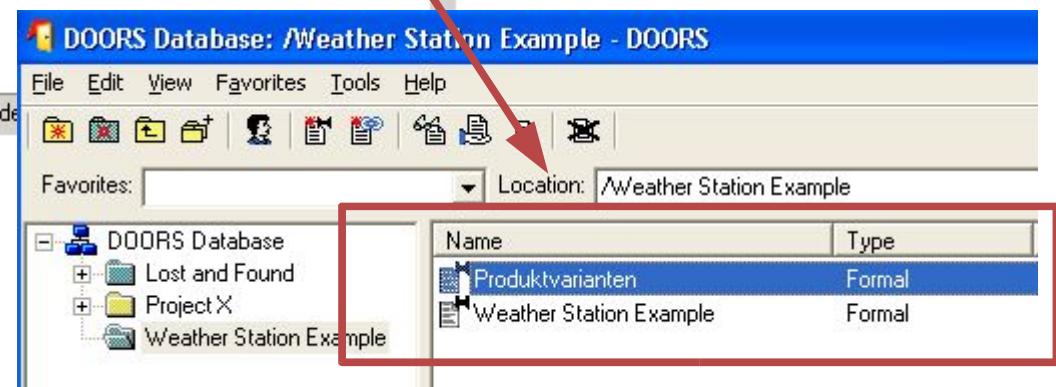 DOORS Database: /Weather Station Example - DOORS
File Edit View Favorites Tools Help
de
Favorites: Location: /Weather Station Example
DOORS Database
Lost and Found
Project X
Weather Station Example
Name Type
Produktvarianten Formal
Weather Station Example Formal